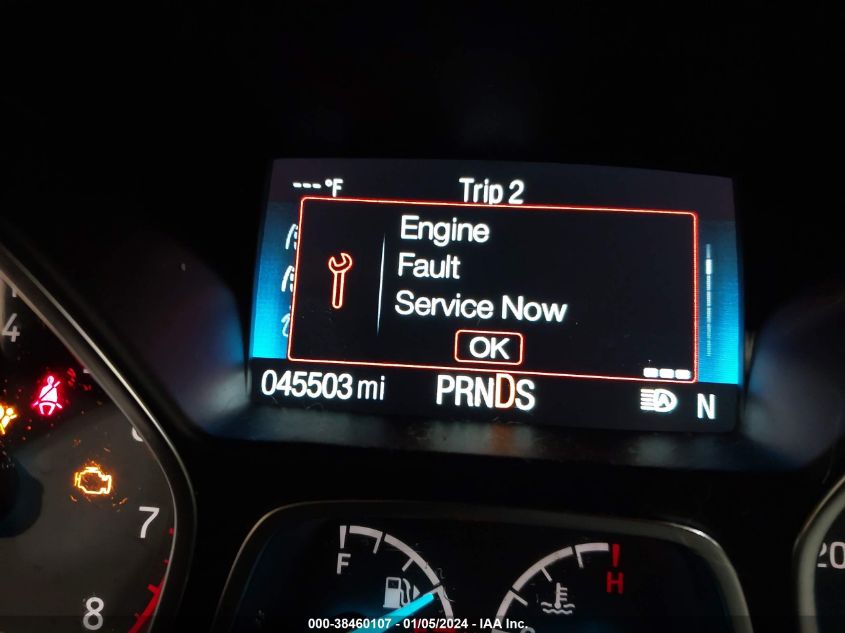 ---°F Trip 2
Engine
Fault
Service Now
OK
045503 mi PRNDS N
4
7
8
F
H
20
000-38460107 - 01/05/2024 - IAA Inc.